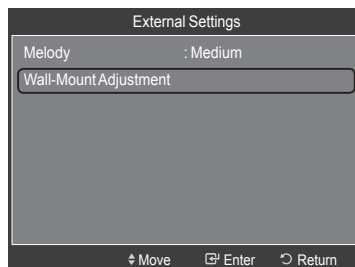 External Settings
Melody : Medium
Wall-Mount Adjustment
Move Enter Return